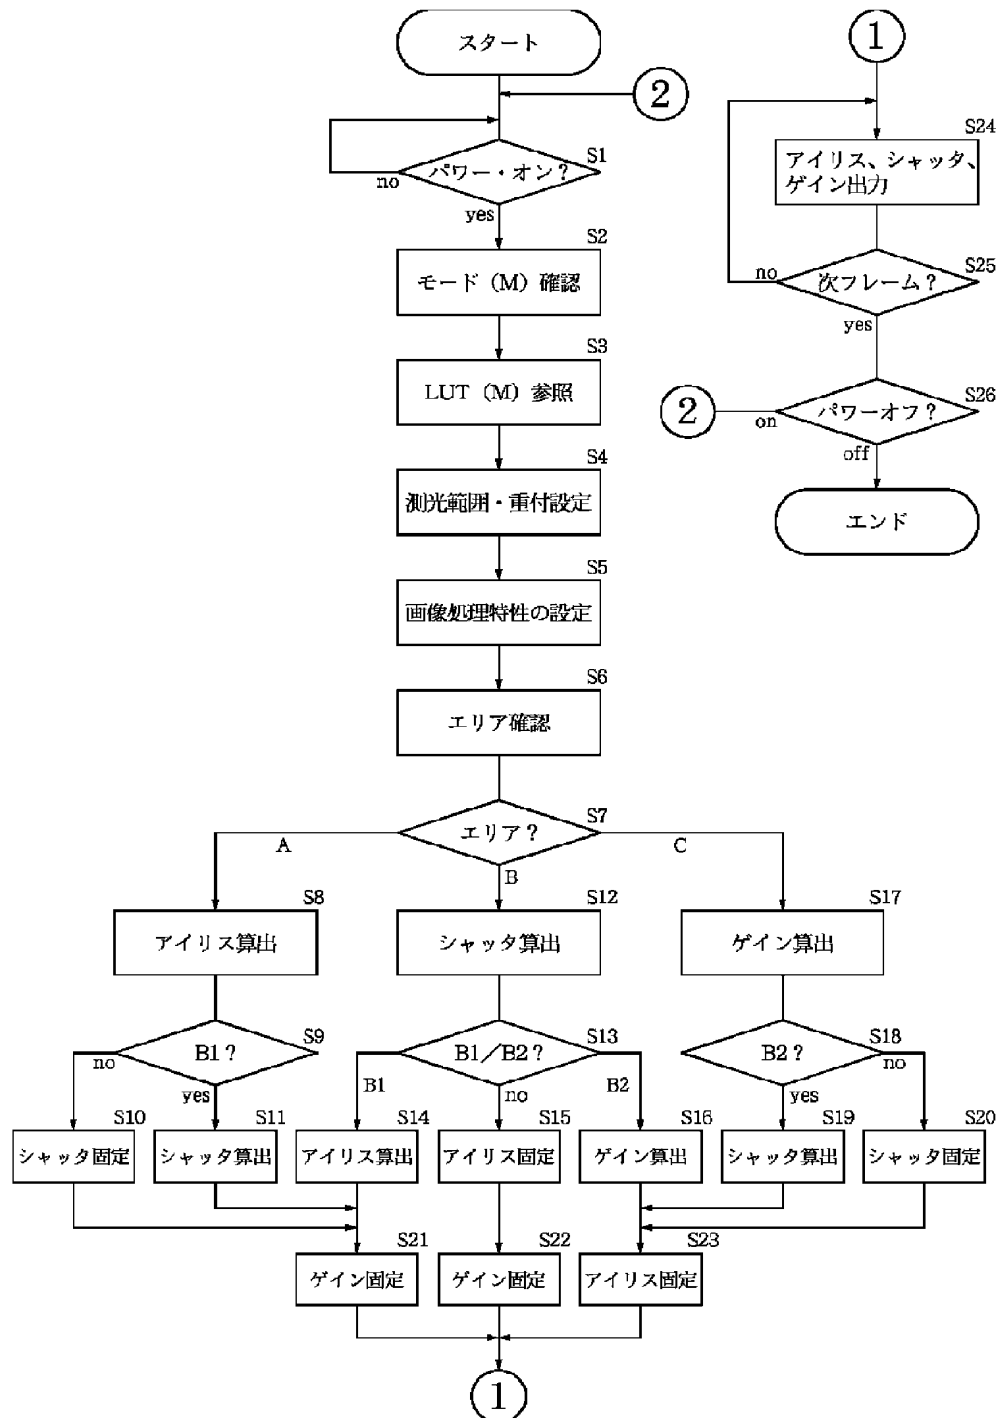 スタート
2
S1
パワー・オン？
no
yes
S2
モード（M）確認
S3
LUT（M）参照
S4
測光範囲・重付設定
S5
画像処理特性の設定
S6
エリア確認
S7
エリア？
A
B
C
S8
アイリス算出
S12
シャッタ算出
S17
ゲイン算出
S9
B1？
no
yes
S13
B1／B2？
B1
no
B2
S18
B2？
yes
no
S10
シャッタ固定
S11
シャッタ算出
S14
アイリス算出
S15
アイリス固定
S16
ゲイン算出
S19
シャッタ算出
S20
シャッタ固定
S21
ゲイン固定
S22
ゲイン固定
S23
アイリス固定
1
1
S24
アイリス、シャッタ、
ゲイン出力
S25
次フレーム？
no
yes
S26
パワーオフ？
2
on
off
エンド